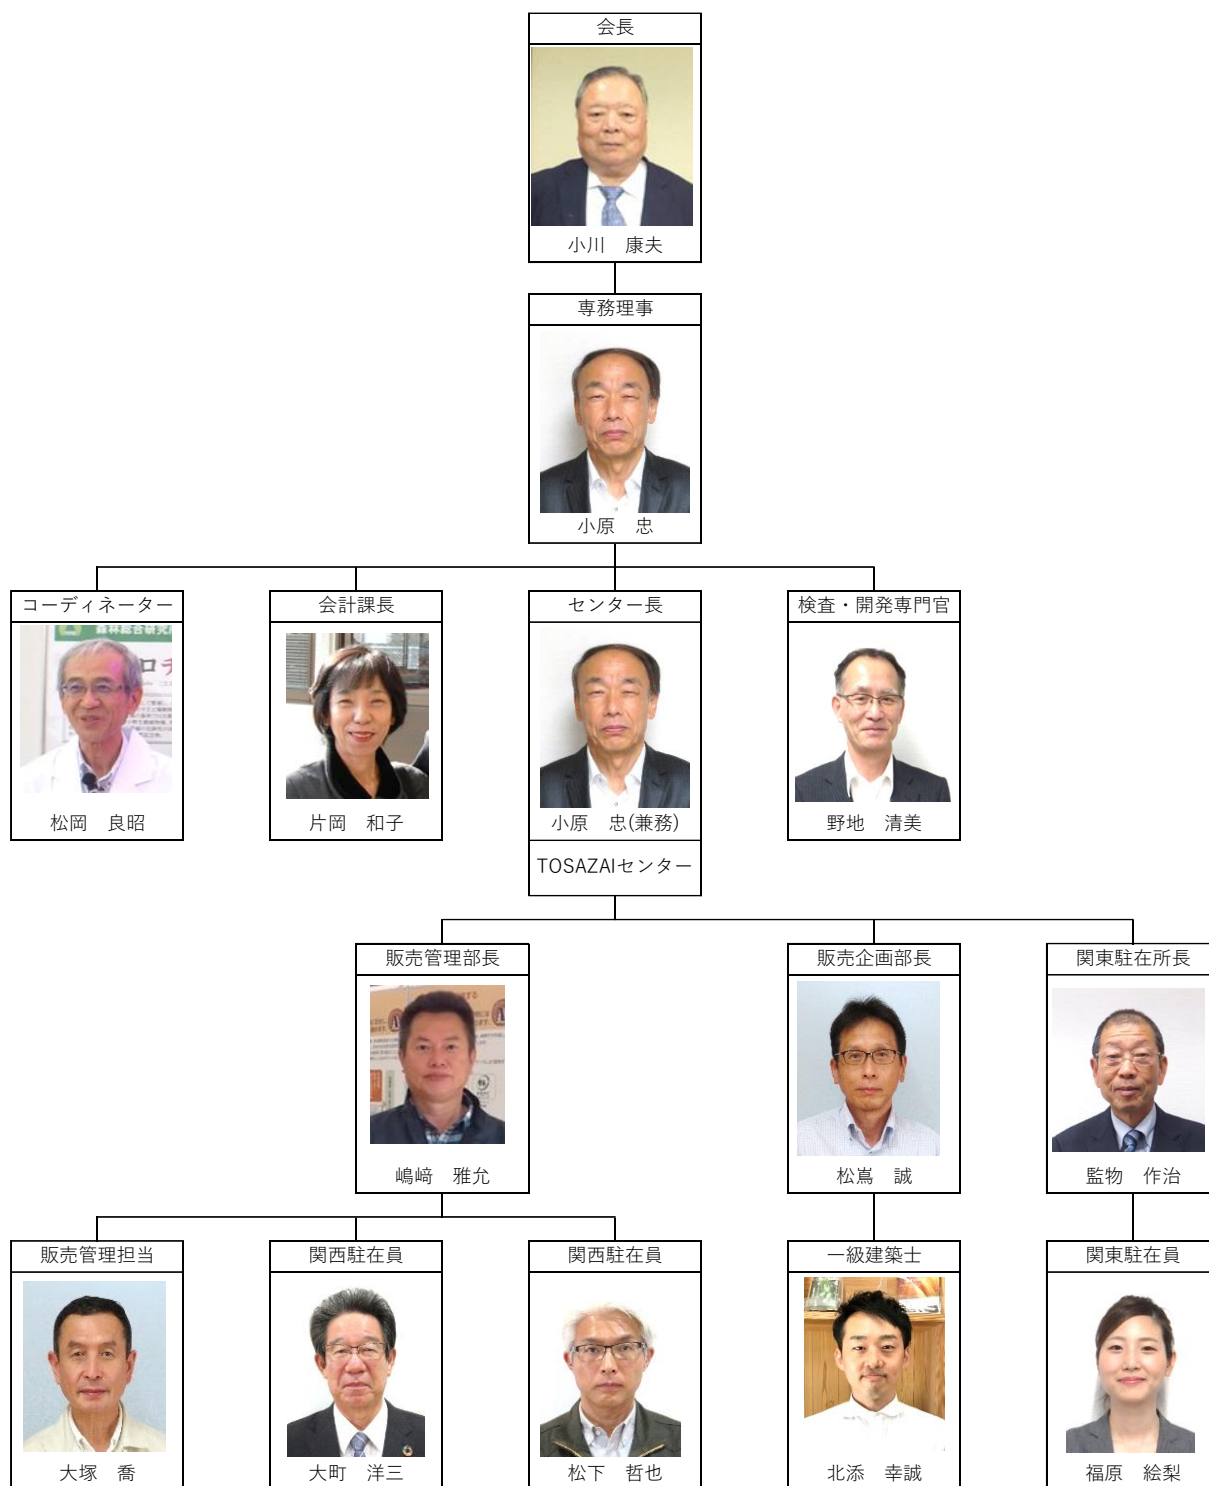 会長
小川　康夫
専務理事
小原　忠
コーディネーター
会計課長
センター長
検査・開発専門官
森林総合研究
松岡　良昭
片岡　和子
小原　忠(兼務)
野地　清美
TOSAZAIセンター
販売管理部長
販売企画部長
関東駐在所長
嶋﨑　雅允
松嶌　誠
監物　作治
販売管理担当
関西駐在員
関西駐在員
一級建築士
関東駐在員
大塚　喬
大町　洋三
松下　哲也
北添　幸誠
福原　絵梨